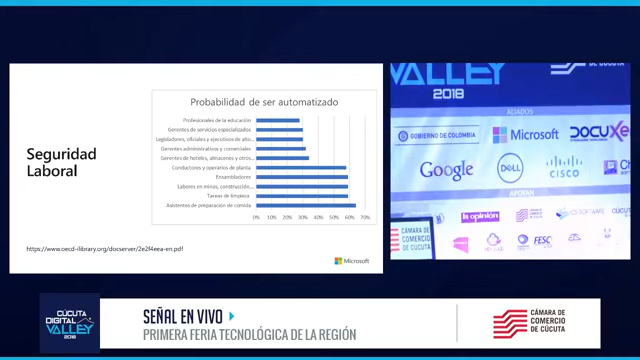 Seguridad
Laboral
Probabilidad de ser automatizado
Profesionales de la educación
Gerentes de servicios especializados
Legisladores, oficiales y ejecutivos de alto…
Gerentes administrativos y comerciales
Gerentes de hoteles, almacenes y otros…
Conductores y operarios de planta
Ensambladores
Labores en minas, construcción,…
Tareas de limpieza
Asistentes de preparación de comida
0% 10% 20% 30% 40% 50% 60% 70%
https://www.oecd-ilibrary.org/docserver/2e2f4eea-en.pdf
Microsoft
VALLEY
2018
DE CÚCUTA
ALIADOS
GOBIERNO DE COLOMBIA
Microsoft
DOCUXE
Google
DELL
CISCO
APOYAN
la opinión
CS SOFTWARE
CÁMARA DE
COMERCIO
DE CÚCUTA
FESC
CÚCUTA
DIGITAL
VALLEY
2018
SEÑAL EN VIVO
PRIMERA FERIA TECNOLÓGICA DE LA REGIÓN
CÁMARA DE
COMERCIO
DE CÚCUTA